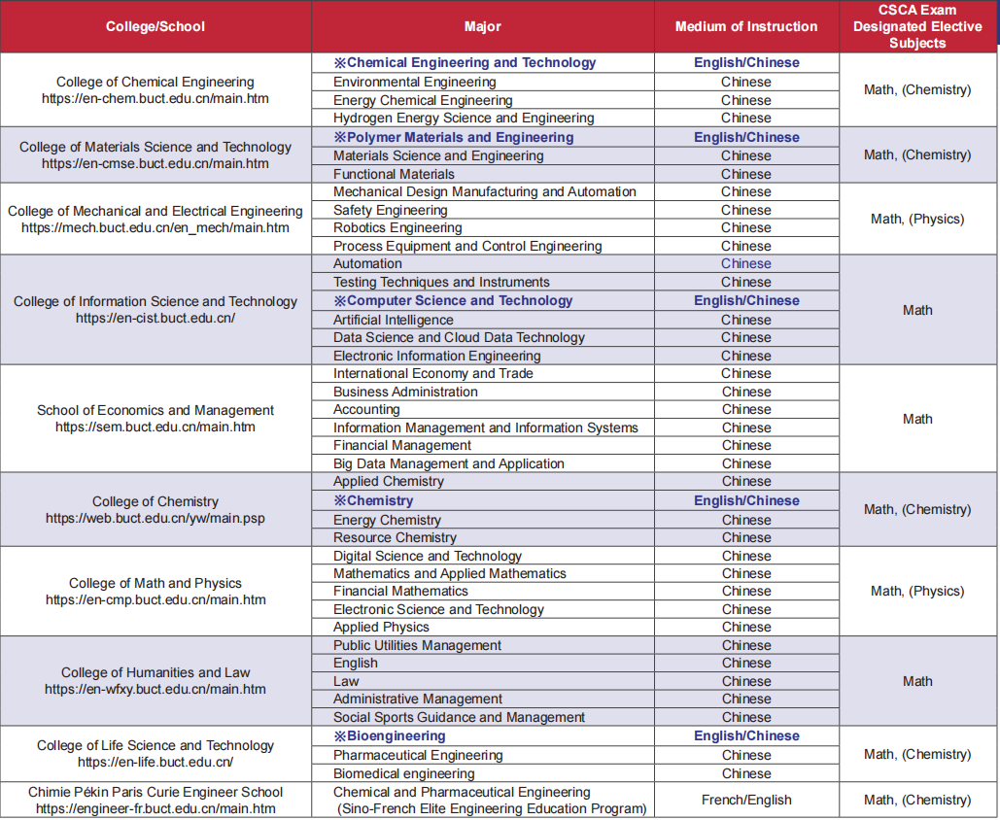 College/School
Major
Medium of Instruction
CSCA Exam
Designated Elective
Subjects
College of Chemical Engineering
https://en-chem.buct.edu.cn/main.htm
※Chemical Engineering and Technology
English/Chinese
Environmental Engineering
Chinese
Energy Chemical Engineering
Chinese
Hydrogen Energy Science and Engineering
Chinese
Math, (Chemistry)
College of Materials Science and Technology
https://en-cmse.buct.edu.cn/main.htm
※Polymer Materials and Engineering
English/Chinese
Materials Science and Engineering
Chinese
Functional Materials
Chinese
Math, (Chemistry)
College of Mechanical and Electrical Engineering
https://mech.buct.edu.cn/en_mech/main.htm
Mechanical Design Manufacturing and Automation
Chinese
Safety Engineering
Chinese
Robotics Engineering
Chinese
Process Equipment and Control Engineering
Chinese
Math, (Physics)
College of Information Science and Technology
https://en-cist.buct.edu.cn/
Automation
Chinese
Testing Techniques and Instruments
Chinese
※Computer Science and Technology
English/Chinese
Artificial Intelligence
Chinese
Data Science and Cloud Data Technology
Chinese
Electronic Information Engineering
Chinese
Math
School of Economics and Management
https://sem.buct.edu.cn/main.htm
International Economy and Trade
Chinese
Business Administration
Chinese
Accounting
Chinese
Information Management and Information Systems
Chinese
Financial Management
Chinese
Big Data Management and Application
Chinese
Math
College of Chemistry
https://web.buct.edu.cn/yw/main.psp
Applied Chemistry
Chinese
※Chemistry
English/Chinese
Energy Chemistry
Chinese
Resource Chemistry
Chinese
Math, (Chemistry)
College of Math and Physics
https://en-cmp.buct.edu.cn/main.htm
Digital Science and Technology
Chinese
Mathematics and Applied Mathematics
Chinese
Financial Mathematics
Chinese
Electronic Science and Technology
Chinese
Applied Physics
Chinese
Math, (Physics)
College of Humanities and Law
https://en-wfxy.buct.edu.cn/main.htm
Public Utilities Management
Chinese
English
Chinese
Law
Chinese
Administrative Management
Chinese
Social Sports Guidance and Management
Chinese
Math
College of Life Science and Technology
https://en-life.buct.edu.cn/
※Bioengineering
English/Chinese
Pharmaceutical Engineering
Chinese
Biomedical engineering
Chinese
Math, (Chemistry)
Chimie Pékin Paris Curie Engineer School
https://engineer-fr.buct.edu.cn/main.htm
Chemical and Pharmaceutical Engineering
(Sino-French Elite Engineering Education Program)
French/English
Math, (Chemistry)